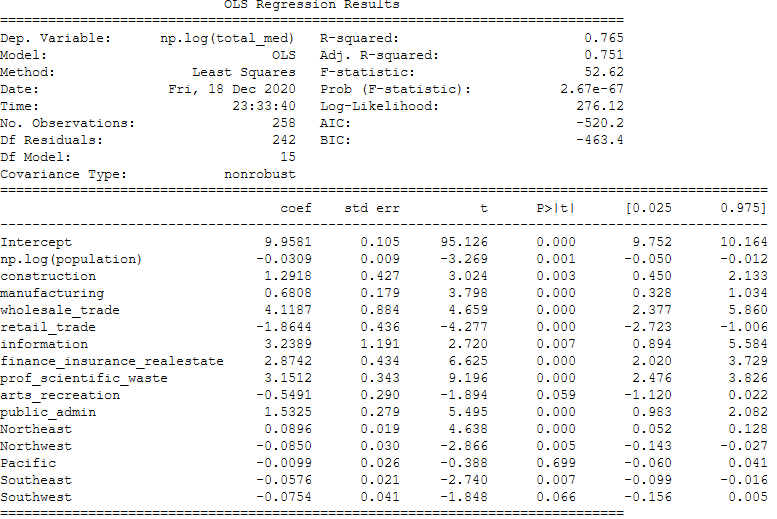 OLS Regression Results
==============================================================================
Dep. Variable: np.log(total_med) R-squared: 0.765
Model: OLS Adj. R-squared: 0.751
Method: Least Squares F-statistic: 52.62
Date: Fri, 18 Dec 2020 Prob (F-statistic): 2.67e-67
Time: 23:33:40 Log-Likelihood: 276.12
No. Observations: 258 AIC: -520.2
Df Residuals: 242 BIC: -463.4
Df Model: 15
Covariance Type: nonrobust
================================================================================================
coef std err t P>|t| [0.025 0.975]
------------------------------------------------------------------------------------------------
Intercept 9.9581 0.105 95.126 0.000 9.752 10.164
np.log(population) -0.0309 0.009 -3.269 0.001 -0.050 -0.012
construction 1.2918 0.427 3.024 0.003 0.450 2.133
manufacturing 0.6808 0.179 3.798 0.000 0.328 1.034
wholesale_trade 4.1187 0.884 4.659 0.000 2.377 5.860
retail_trade -1.8644 0.436 -4.277 0.000 -2.723 -1.006
information 3.2389 1.191 2.720 0.007 0.894 5.584
finance_insurance_realestate 2.8742 0.434 6.625 0.000 2.020 3.729
prof_scientific_waste 3.1512 0.343 9.196 0.000 2.476 3.826
arts_recreation -0.5491 0.290 -1.894 0.059 -1.120 0.022
public_admin 1.5325 0.279 5.495 0.000 0.983 2.082
Northeast 0.0896 0.019 4.638 0.000 0.052 0.128
Northwest -0.0850 0.030 -2.866 0.005 -0.143 -0.027
Pacific -0.0099 0.026 -0.388 0.699 -0.060 0.041
Southeast -0.0576 0.021 -2.740 0.007 -0.099 -0.016
Southwest -0.0754 0.041 -1.848 0.066 -0.156 0.005
==============================================================================